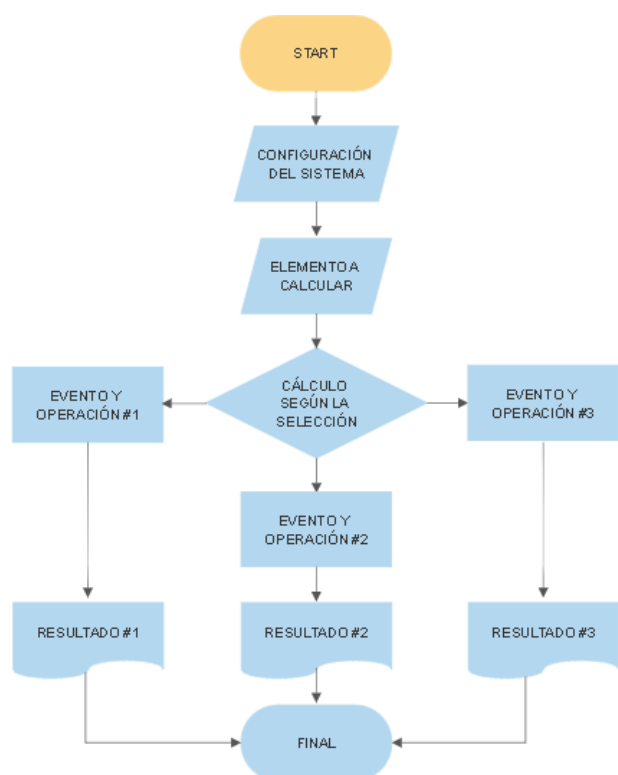 START
CONFIGURACIÓN
DEL SISTEMA
ELEMENTO A
CALCULAR
CÁLCULO
SEGÚN LA
SELECCIÓN
EVENTO Y
OPERACIÓN #1
EVENTO Y
OPERACIÓN #3
EVENTO Y
OPERACIÓN #2
RESULTADO #1
RESULTADO #2
RESULTADO #3
FINAL